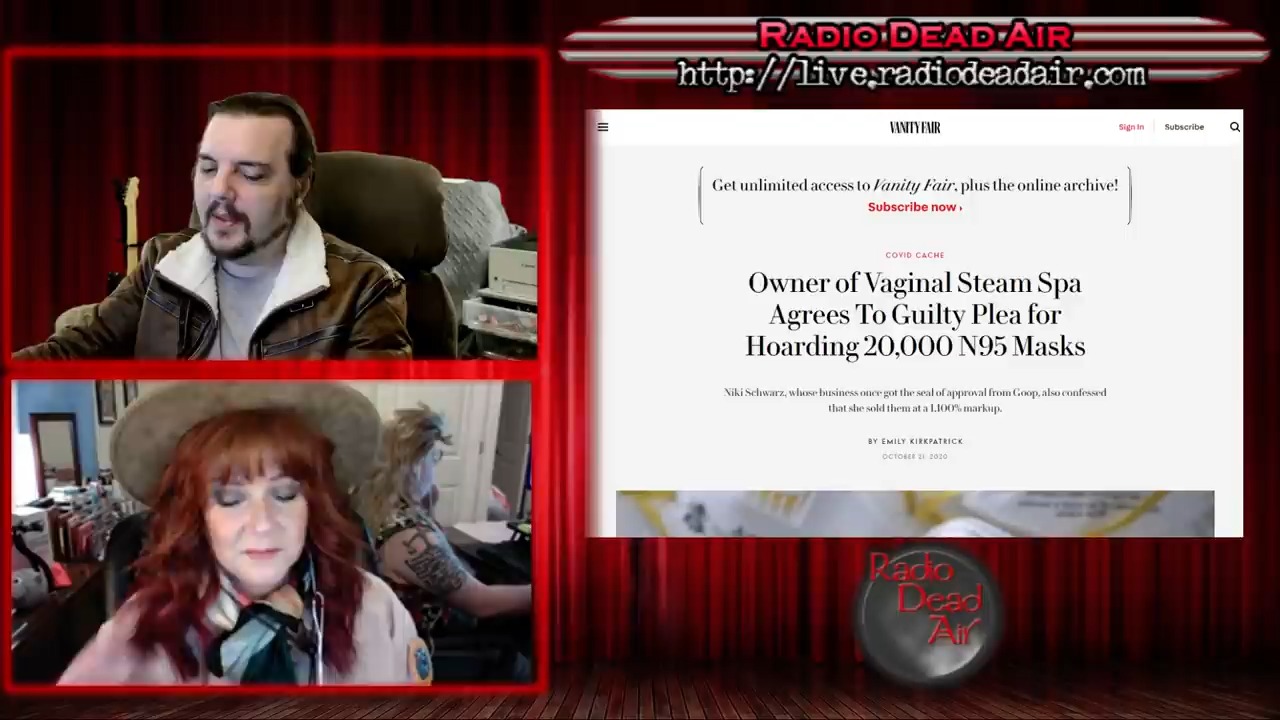 RADIO DEAD AIR
http://live.radiodeadair.com
VANITY FAIR
Sign In
Subscribe
Get unlimited access to Vanity Fair, plus the online archive!
Subscribe now ›
COVID CACHE
Owner of Vaginal Steam Spa
Agrees To Guilty Plea for
Hoarding 20,000 N95 Masks
Niki Schwarz, whose business once got the seal of approval from Goop, also confessed
that she sold them at a 1,100% markup.
BY EMILY KIRKPATRICK
OCTOBER 21, 2020
Radio
Dead
Air